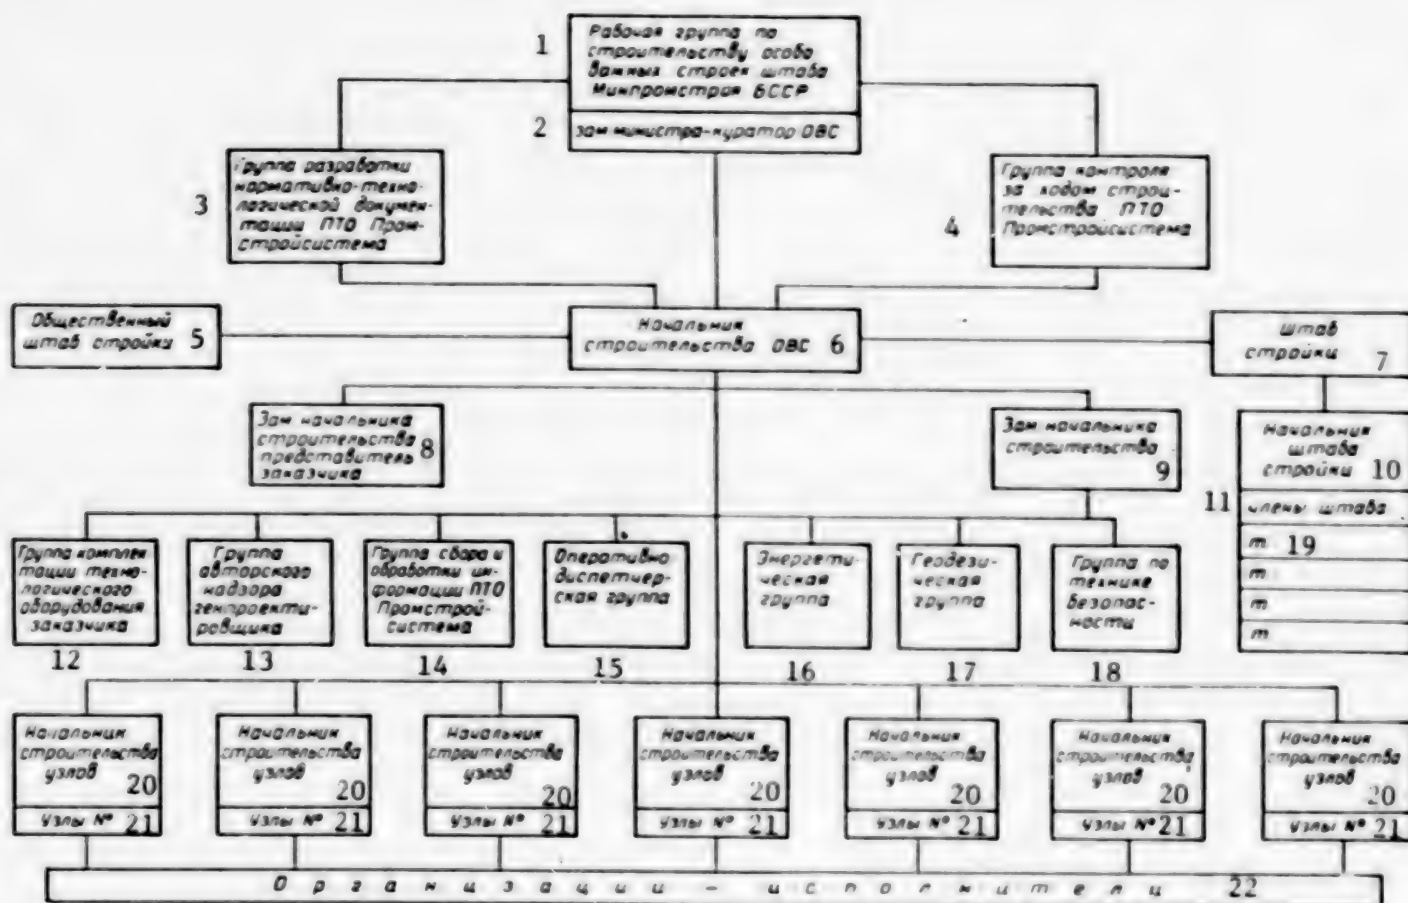 1
Рабочая группа по
строительству особо
важных строек штаба
Минпромстрия БССР
2
зам министра-куратор ОВС
3
Группа разработки
нормативно-техно-
логической докумен-
тации ПТО Пром-
стройсистема
4
Группа контроля
за ходом строи-
тельства ПТО
Промстройсистема
Общественный
штаб стройки 5
Начальник
строительства ОВС 6
Штаб
стройки 7
Зам начальника
строительства
представитель
заказчика
8
Зам начальника
строительства
9
Начальник
штаба
стройки 10
11 члены штаба
т. 19
т
т
т
Группа комплек
тации техно-
логического
оборудования
заказчика
12
Группа
авторского
надзора
генпроекти-
ровщика
13
Группа сбора и
обработки ин-
формации ПТО
Промстрой-
система
14
Оперативно
диспетчер-
ская группа
15
Энергети-
ческая
группа
16
Геодези-
ческая
группа
17
Группа по
технике
безопас-
ности
18
Начальник
строительства
узлов
20
Узлы № 21
Начальник
строительства
узлов
20
Узлы № 21
Начальник
строительства
узлов
20
Узлы № 21
Начальник
строительства
узлов
20
Узлы № 21
Начальник
строительства
узлов
20
Узлы № 21
Начальник
строительства
узлов
20
Узлы № 21
Начальник
строительства
узлов
20
Узлы № 21
Организации - исполнители 22